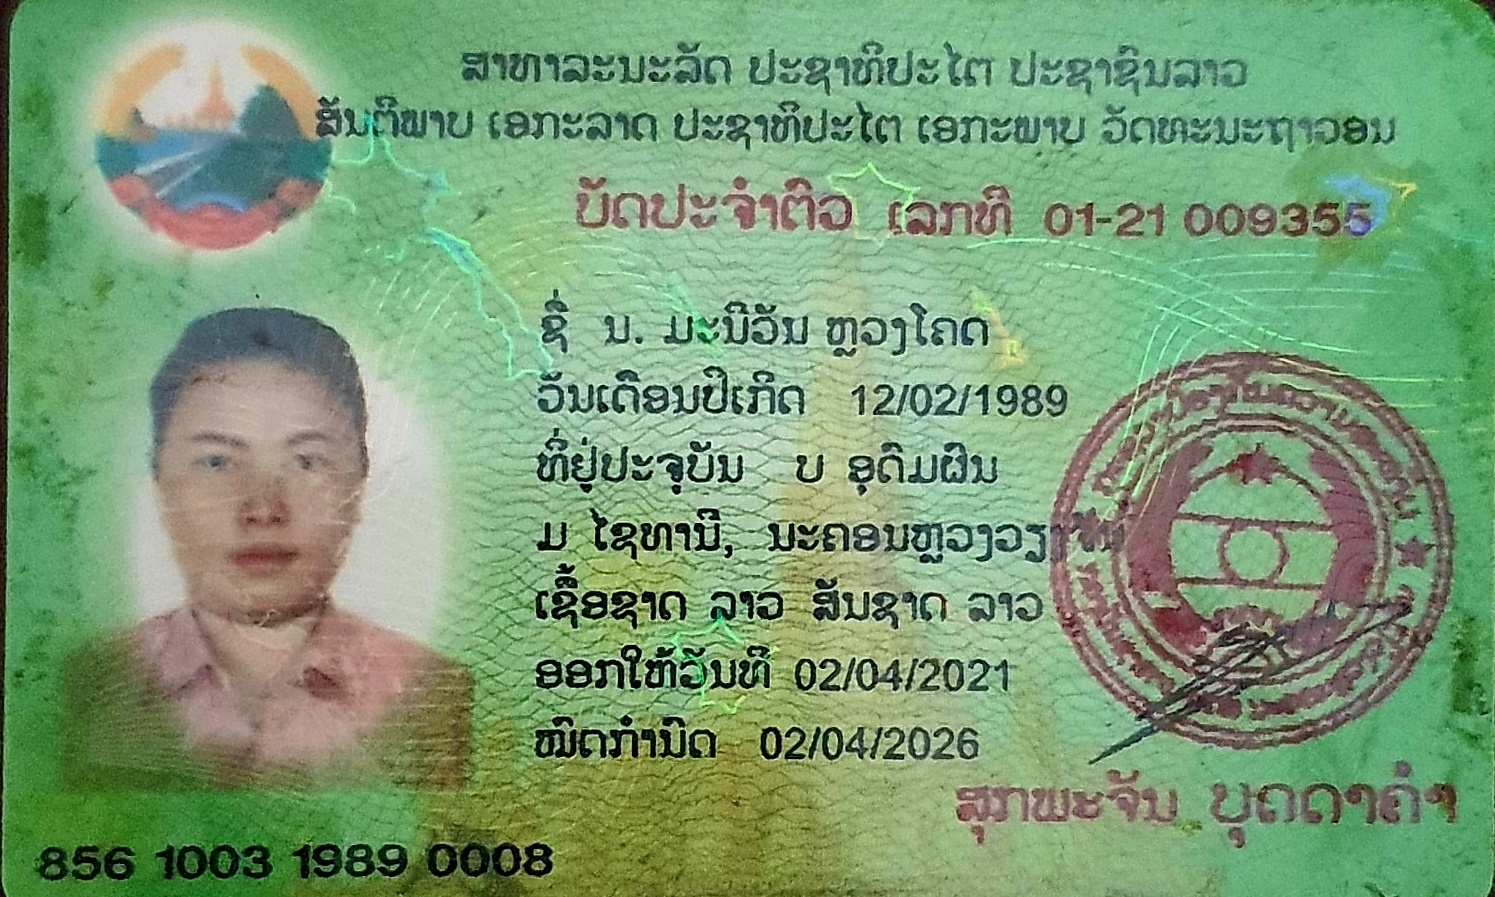 ສາທາລະນະລັດ ປະຊາທິປະໄຕ ປະຊາຊົນລາວ
ສັນຕິພາບ ເອກະລາດ ປະຊາທິປະໄຕ ເອກະພາບ ວັດທະນະຖາວອນ
ບັດປະຈຳຕົວ ເລກທີ 01-21 009355
ຊື່ ນ. ມະນີວັນ ຫຼວງໂຄດ
ວັນເດືອນປີເກີດ 12/02/1989
ທີ່ຢູ່ປະຈຸບັນ ບ ອຸດົມຜົນ
ມ ໄຊທານີ, ນະຄອນຫຼວງວຽງຈັນ
ເຊື້ອຊາດ ລາວ ສັນຊາດ ລາວ
ອອກໃຫ້ວັນທີ 02/04/2021
ໝົດກຳນົດ 02/04/2026
ສຸກພະຈັນ ບຸດດາຄຳ
856 1003 1989 0008